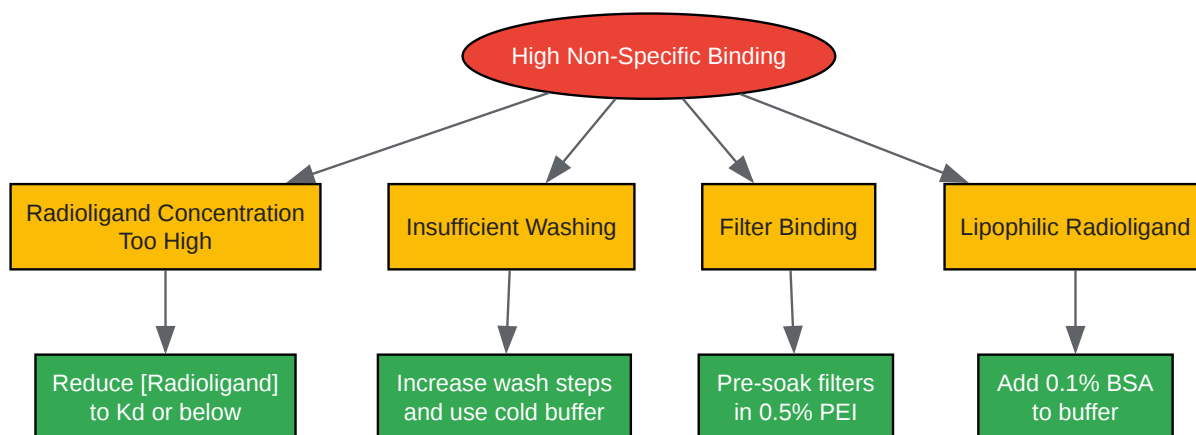 High Non-Specific Binding
Radioligand Concentration
Too High
Insufficient Washing
Filter Binding
Lipophilic Radioligand
Reduce [Radioligand]
to Kd or below
Increase wash steps
and use cold buffer
Pre-soak filters
in 0.5% PEI
Add 0.1% BSA
to buffer